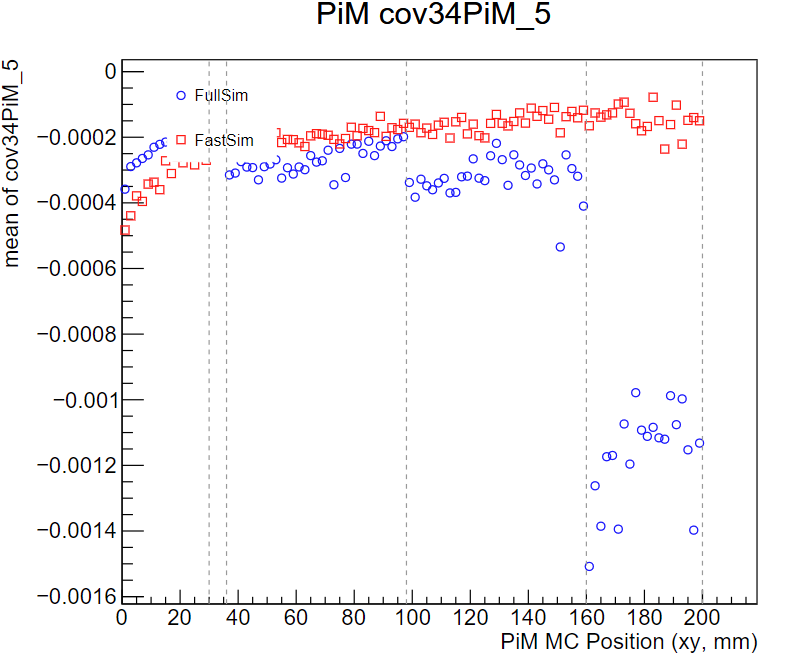 PiM cov34PiM_5
mean of cov34PiM_5
0
−0.0002
−0.0004
−0.0006
−0.0008
−0.001
−0.0012
−0.0014
−0.0016
FullSim
FastSim
0 20 40 60 80 100 120 140 160 180 200
PiM MC Position (xy, mm)